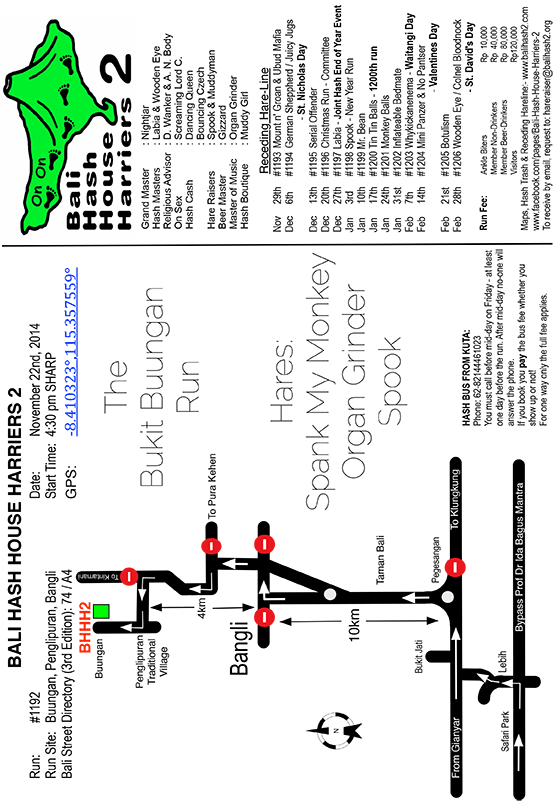 BALI HASH HOUSE HARRIERS 2
Run: #1192
Run Site: Buungan, Penglipuran, Bangli
Bali Street Directory (3rd Edition): 74 / A4
Date: November 22nd, 2014
Start Time: 4:30 pm SHARP
GPS: -8.410323°,115.357559°
BHHH2
Buungan
To Kintamani
Penglipuran
Traditional
Village
4km
To Pura Kehen
Bangli
10km
Taman Bali
Pegesangan
Bukit Jati
To Klungkung
From Gianyar
Lebih
Safari Park
Bypass Prof Dr Ida Bagus Mantra
The
Bukit Buungan
Run
Hares:
Spank My Monkey
Organ Grinder
Spook
HASH BUS FROM KUTA:
Phone: 62-82144461023
You must call before mid-day on Friday - at least
one day before the run. After mid-day no-one will
answer the phone.
If you book you pay the bus fee whether you
show up or not!
For one way only the full fee applies.
On On
Bali
Hash
House
Harriers 2
Grand Master : Nightjar
Hash Masters : Labia & Wooden Eye
Religious Advisor : D. Wanker & A. N. Body
On Sex : Screaming Lord C.
Hash Cash : Dancing Queen
: Bouncing Czech
Hare Raisers : Spook & Muddyman
Beer Master : Gizzard
Master of Music : Organ Grinder
Hash Boutique : Muddy Girl
Receding Hare-Line
Nov 29th #1193 Mount n' Groan & Ubud Mafia
Dec 6th #1194 German Sheppherd / Juicy Jugs
- St. Nicholas Day
Dec 13th #1195 Serial Offender
Dec 20th #1196 Christmas Run - Committee
Dec 27th #1197 Labia - Joint Hash End of Year Event
Jan 3rd #1198 Spook - New Year Run
Jan 10th #1199 Mr. Bean
Jan 17th #1200 Tin Tin Balls - 1200th run
Jan 24th #1201 Monkey Balls
Jan 31st #1202 Inflateable Bedmate
Feb 7th #1203 Whykickanenema - Waitangi Day
Feb 14th #1204 Mini Panzer & No Pantser
- Valentines Day
Feb 21st #1205 Botulism
Feb 28th #1206 Wooden Eye / Colnel Bloodnock
- St. David's Day
Run Fee: Ankle Biters Rp 10,000
Member Non-Drinkers Rp 40,000
Member Beer-Drinkers Rp 80,000
Visitors Rp120,000
Maps, Hash Trash & Receding Hareline:- www.balihash2.com
www.facebook.com/pages/Bali-Hash-House-Harriers-2
To receive by email, request to: hareraiser@balihash2.org